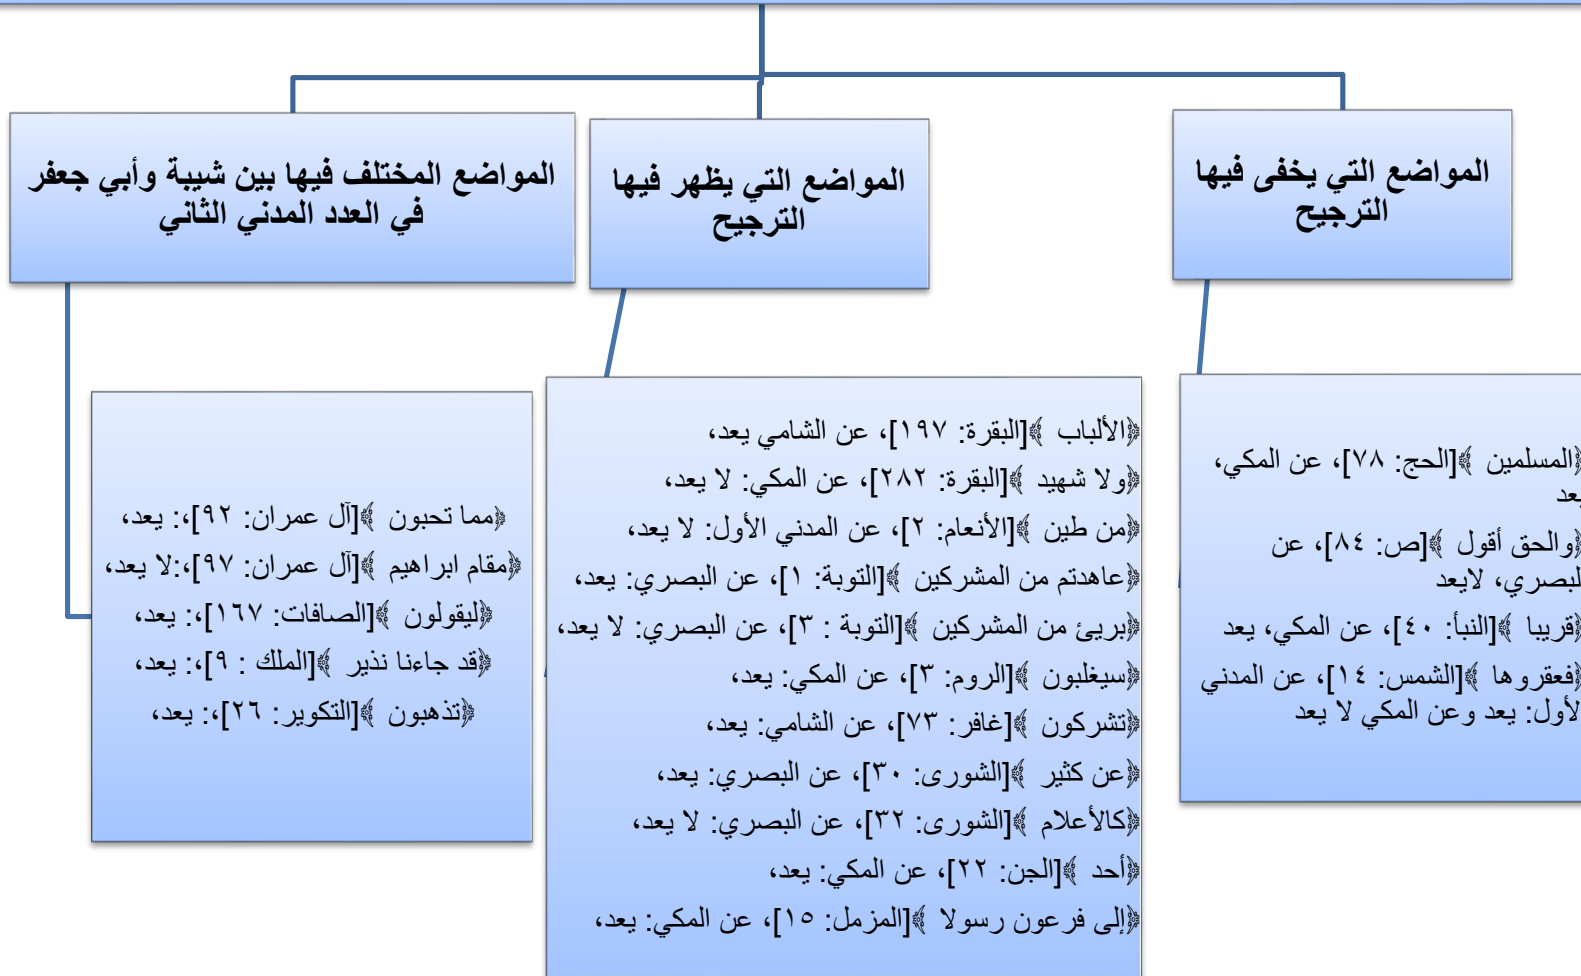 المواضع التي يخفى فيها
الترجيح
المواضع التي يظهر فيها
الترجيح
المواضع المختلف فيها بين شيبة وأبي جعفر
في العدد المدني الثاني
﴿المسلمين ﴾[الحج: ٧٨]، عن المكي،
يعد
﴿والحق أقول ﴾[ص: ٨٤]، عن
البصري، لايعد
﴿قريبا ﴾[النبأ: ٤٠]، عن المكي، يعد
﴿فعقروها ﴾[الشمس: ١٤]، عن المدني
الأول: يعد وعن المكي لا يعد
﴿الألباب ﴾[البقرة: ١٩٧]، عن الشامي يعد،
﴿ولا شهيد ﴾[البقرة: ٢٨٢]، عن المكي: لا يعد،
﴿من طين ﴾[الأنعام: ٢]، عن المدني الأول: لا يعد،
﴿عاهدتم من المشركين ﴾[التوبة: ١]، عن البصري: يعد،
﴿بريئ من المشركين ﴾[التوبة : ٣]، عن البصري: لا يعد،
﴿سيغلبون ﴾[الروم: ٣]، عن المكي: يعد،
﴿تشركون ﴾[غافر: ٧٣]، عن الشامي: يعد،
﴿عن كثير ﴾[الشورى: ٣٠]، عن البصري: يعد،
﴿كالأعلام ﴾[الشورى: ٣٢]، عن البصري: لا يعد،
﴿أحد ﴾[الجن: ٢٢]، عن المكي: يعد،
﴿إلى فرعون رسولا ﴾[المزمل: ١٥]، عن المكي: يعد،
﴿مما تحبون ﴾[آل عمران: ٩٢]،: يعد،
﴿مقام ابراهيم ﴾[آل عمران: ٩٧]،:لا يعد،
﴿ليقولون ﴾[الصافات: ١٦٧]،: يعد،
﴿قد جاءنا نذير ﴾[الملك : ٩]،: يعد،
﴿تذهبون ﴾[التكوير: ٢٦]،: يعد،